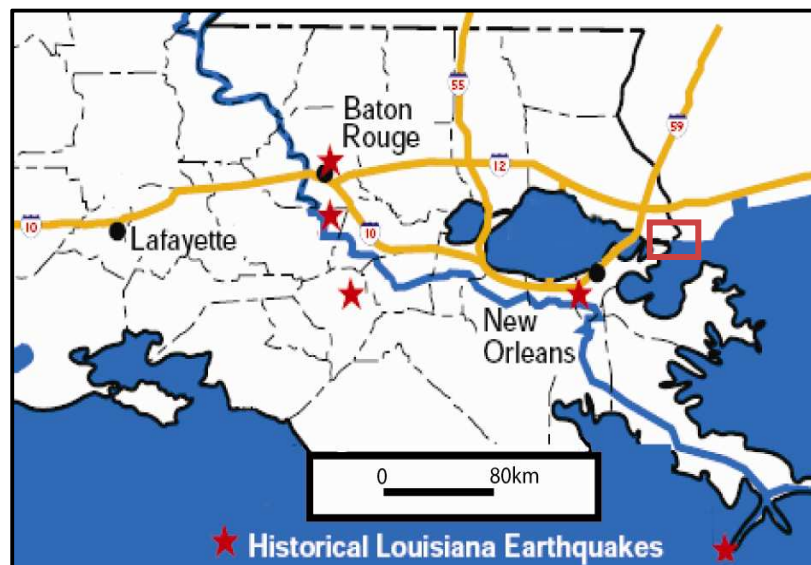 55
59
Baton
Rouge
12
10
Lafayette
10
New
Orleans
0 80km
Historical Louisiana Earthquakes